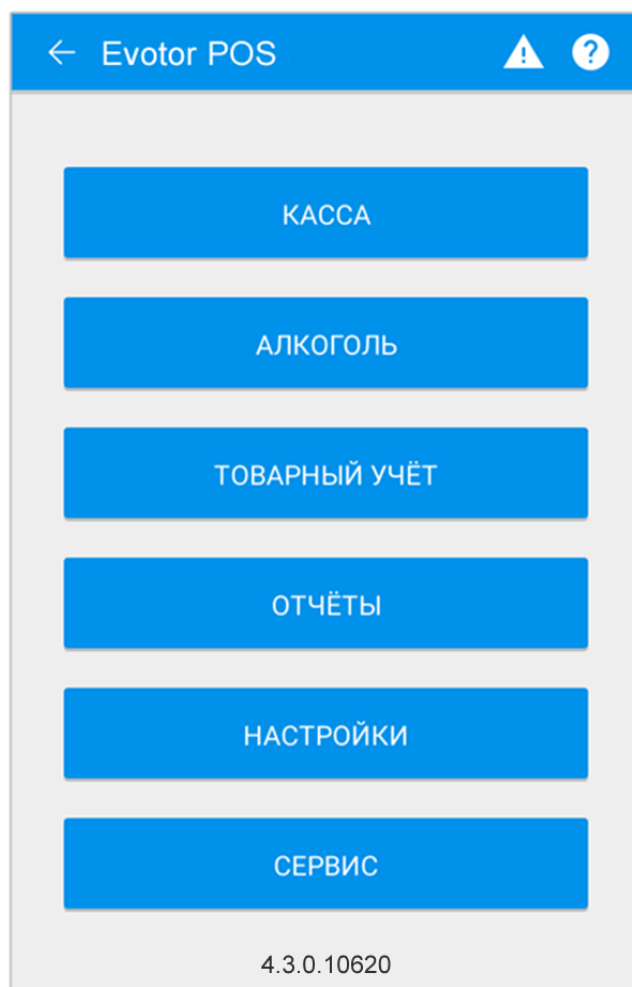 Evotor POS
КАССА
АЛКОГОЛЬ
ТОВАРНЫЙ УЧЁТ
ОТЧЁТЫ
НАСТРОЙКИ
СЕРВИС
4.3.0.10620